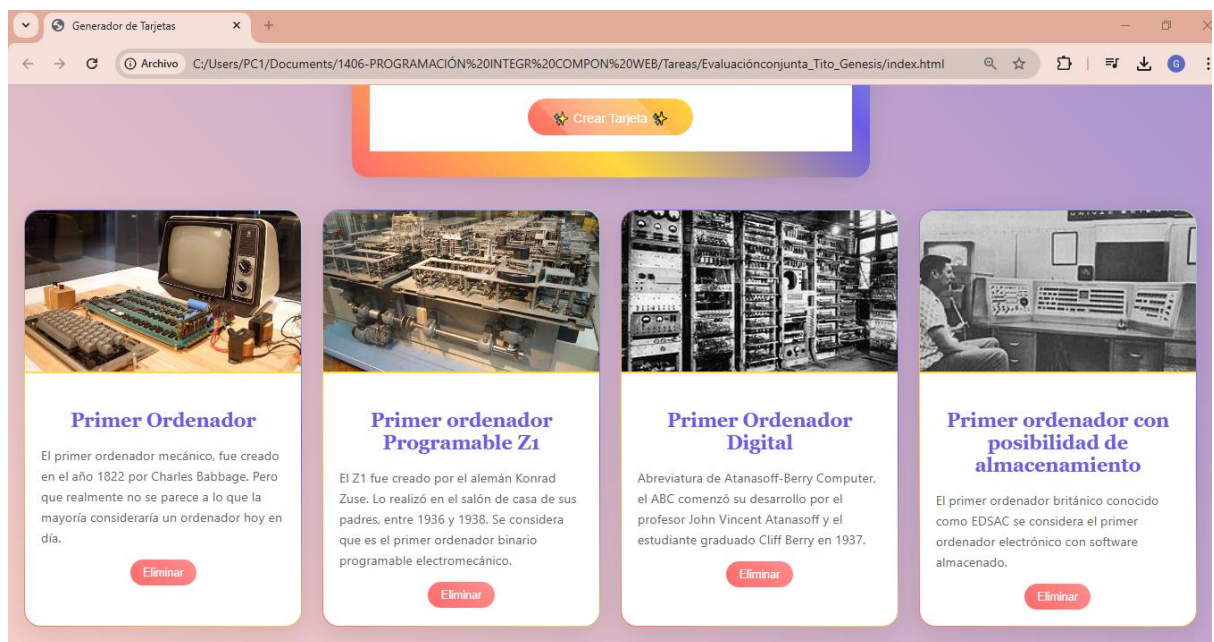 Generador de Tarjetas
Archivo C:/Users/PC1/Documents/1406-PROGRAMACIÓN%20INTEGR%20COMPON%20WEB/Tareas/Evaluaciónconjunta_Tito_Genesis/index.html
G
✨ Crear Tarjeta ✨
Primer Ordenador
El primer ordenador mecánico, fue creado
en el año 1822 por Charles Babbage. Pero
que realmente no se parece a lo que la
mayoría consideraría un ordenador hoy en
día.
Eliminar
Primer ordenador
Programable Z1
El Z1 fue creado por el alemán Konrad
Zuse. Lo realizó en el salón de casa de sus
padres, entre 1936 y 1938. Se considera
que es el primer ordenador binario
programable electromecánico.
Eliminar
Primer Ordenador
Digital
Abreviatura de Atanasoff-Berry Computer,
el ABC comenzó su desarrollo por el
profesor John Vincent Atanasoff y el
estudiante graduado Cliff Berry en 1937.
Eliminar
UNIVAC
Primer ordenador con
posibilidad de
almacenamiento
El primer ordenador británico conocido
como EDSAC se considera el primer
ordenador electrónico con software
almacenado.
Eliminar